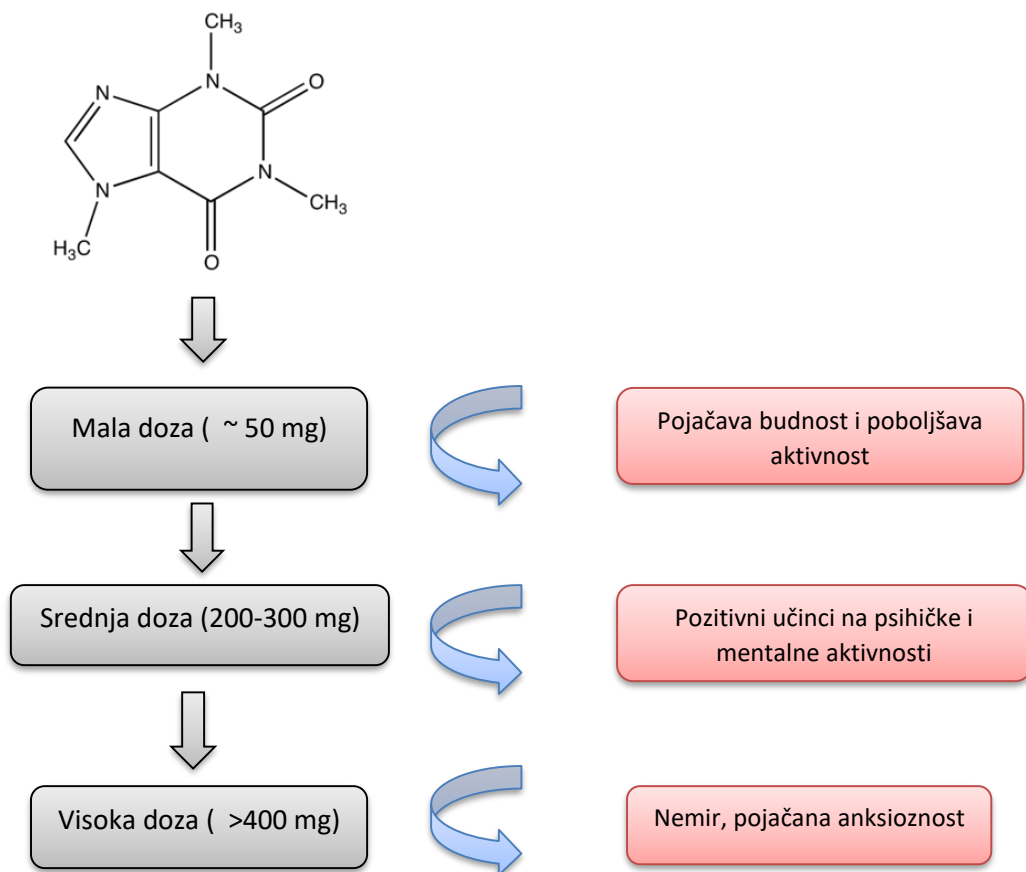 CH3
N
N
O
N
N
CH3
H3C
O
Mala doza ( ~ 50 mg)
Pojačava budnost i poboljšava
aktivnost
Srednja doza (200-300 mg)
Pozitivni učinci na psihičke i
mentalne aktivnosti
Visoka doza ( >400 mg)
Nemir, pojačana anksioznost